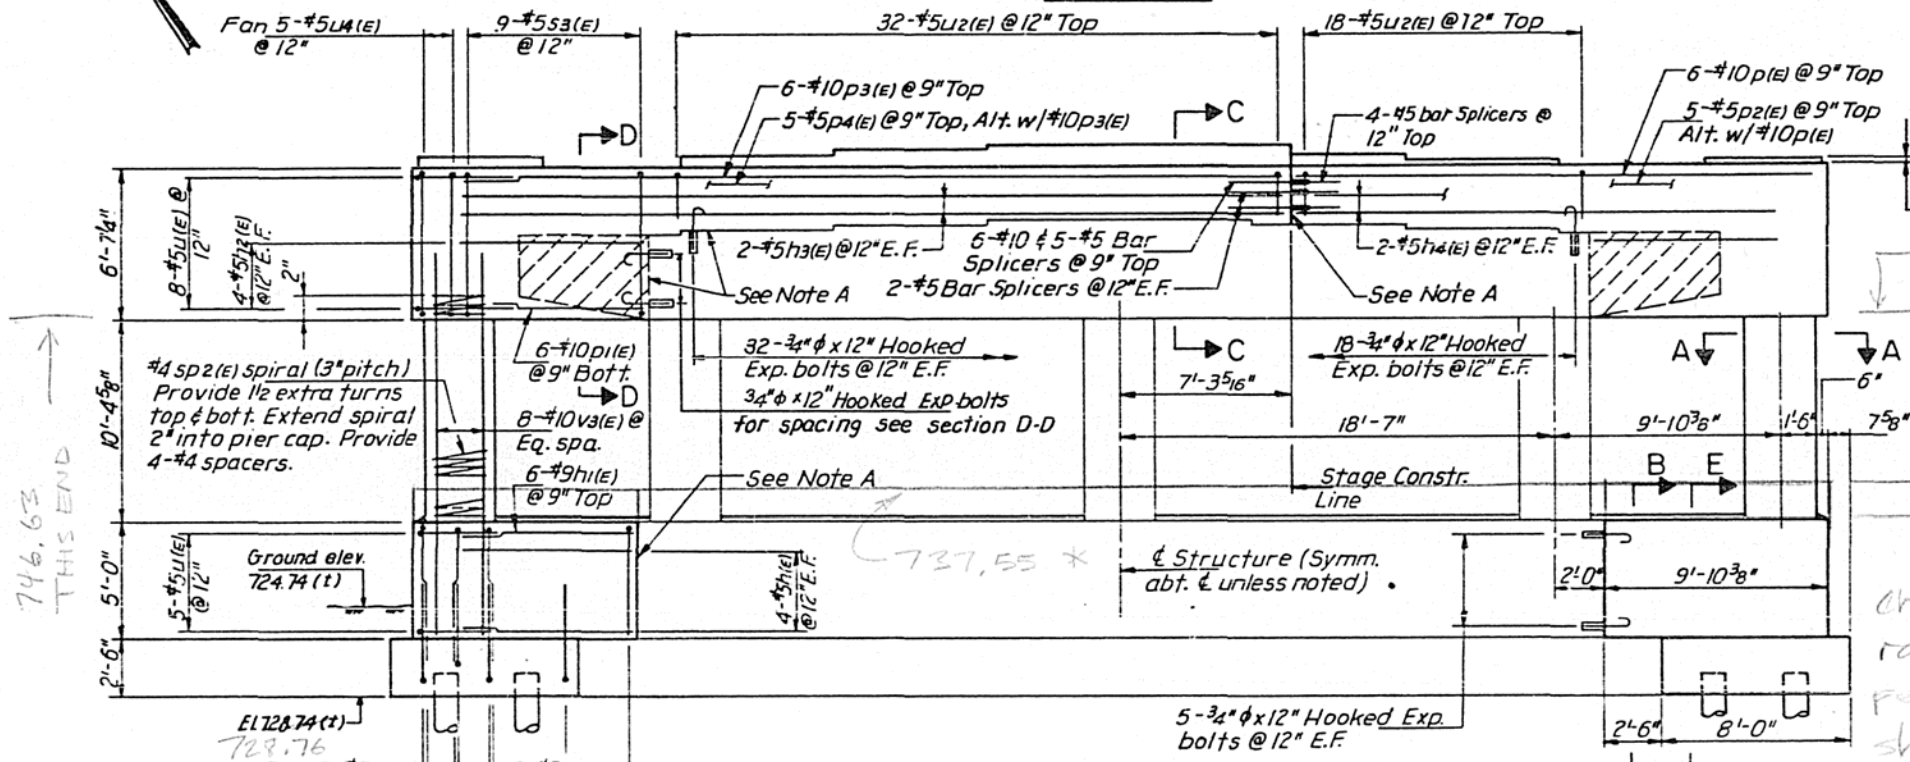 Fan 5-#5u4(E)
@ 12"
9-#5s3(E)
@ 12"
32-#5u2(E) @ 12" Top
18-#5u2(E) @ 12" Top
6-#10p3(E) @ 9" Top
5-#5p4(E) @ 9" Top, Alt. w/#10p3(E)
D
C
4-#5 bar Splicers @
12" Top
6-#10p(E) @ 9" Top
5-#5p2(E) @ 9" Top
Alt. w/#10p(E)
6'-7¼"
8-#5u(E) @
12"
4-#5h2(E)
@12" E.F.
2"
2-#5h3(E) @ 12" E.F.
6-#10 & 5-#5 Bar
Splicers @ 9" Top
2-#5 Bar Splicers @ 12" E.F.
2-#5h4(E) @ 12" E.F.
See Note A
See Note A
746.63
THIS END
10'-4⅝"
#4 sp2(E) spiral (3" pitch)
Provide 1½ extra turns
top & bott. Extend spiral
2" into pier cap. Provide
4-#4 spacers.
6-#10p1(E)
@ 9" Bott.
D
32-¾" ϕ x 12" Hooked
Exp. bolts @ 12" E.F.
¾" ϕ x 12" Hooked Exp bolts
for spacing see section D-D
C
18-¾" ϕ x 12" Hooked
Exp. bolts @ 12" E.F.
A
A
6"
7'-3 5/16"
8-#10v3(E) @
Eq. spa.
18'-7"
9'-10⅜"
1'-6"
7⅝"
6-#9h1(E)
@ 9" Top
See Note A
Stage Constr.
Line
B
E
737.55 *
5'-0"
5-#5u(E)
@ 12"
Ground elev.
724.74 (±)
4-#5h(E)
@ 12" E.F.
℄ Structure (Symm.
abt. ℄ unless noted)
2'-0"
9'-10⅜"
2'-6"
El 728.74 (±)
728.76
5-¾" ϕ x 12" Hooked Exp.
bolts @ 12" E.F.
2'-6"
8'-0"